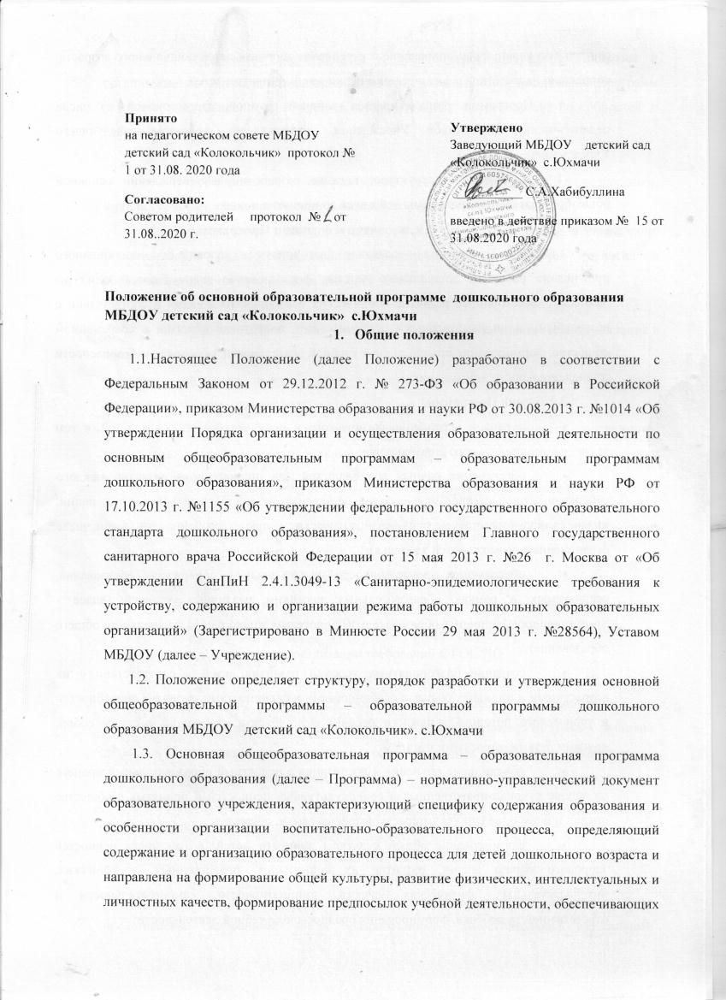 Принято
на педагогическом совете МБДОУ
детский сад «Колокольчик» протокол №
1 от 31.08. 2020 года
Согласовано:
Советом родителей протокол № 1 от
31.08..2020 г.
Утверждено
Заведующий МБДОУ детский сад
«Колокольчик» с.Юхмачи
С.А.Хабибуллина
введено в действие приказом № 15 от
31.08.2020 года
Положение об основной образовательной программе дошкольного образования
МБДОУ детский сад «Колокольчик» с.Юхмачи
1. Общие положения
1.1.Настоящее Положение (далее Положение) разработано в соответствии с
Федеральным Законом от 29.12.2012 г. № 273-ФЗ «Об образовании в Российской
Федерации», приказом Министерства образования и науки РФ от 30.08.2013 г. №1014 «Об
утверждении Порядка организации и осуществления образовательной деятельности по
основным общеобразовательным программам – образовательным программам
дошкольного образования», приказом Министерства образования и науки РФ от
17.10.2013 г. №1155 «Об утверждении федерального государственного образовательного
стандарта дошкольного образования», постановлением Главного государственного
санитарного врача Российской Федерации от 15 мая 2013 г. №26 г. Москва от «Об
утверждении СанПиН 2.4.1.3049-13 «Санитарно-эпидемиологические требования к
устройству, содержанию и организации режима работы дошкольных образовательных
организаций» (Зарегистрировано в Минюсте России 29 мая 2013 г. №28564), Уставом
МБДОУ (далее – Учреждение).
1.2. Положение определяет структуру, порядок разработки и утверждения основной
общеобразовательной программы – образовательной программы дошкольного
образования МБДОУ детский сад «Колокольчик». с.Юхмачи
1.3. Основная общеобразовательная программа – образовательная программа
дошкольного образования (далее – Программа) – нормативно-управленческий документ
образовательного учреждения, характеризующий специфику содержания образования и
особенности организации воспитательно-образовательного процесса, определяющий
содержание и организацию образовательного процесса для детей дошкольного возраста и
направлена на формирование общей культуры, развитие физических, интеллектуальных и
личностных качеств, формирование предпосылок учебной деятельности, обеспечивающих